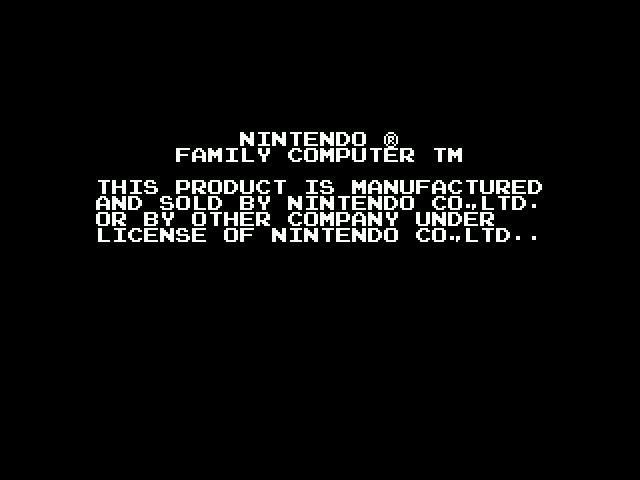 NINTENDO ®
FAMILY COMPUTER TM
THIS PRODUCT IS MANUFACTURED
AND SOLD BY NINTENDO CO.,LTD.
OR BY OTHER COMPANY UNDER
LICENSE OF NINTENDO CO.,LTD..